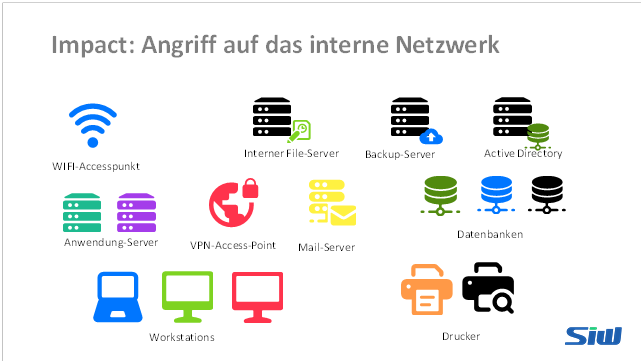 Impact: Angriff auf das interne Netzwerk
WIFI-Accesspunkt
Interner File-Server
Backup-Server
Active Directory
Anwendung-Server
VPN-Access-Point
Mail-Server
Datenbanken
Workstations
Drucker
SIW